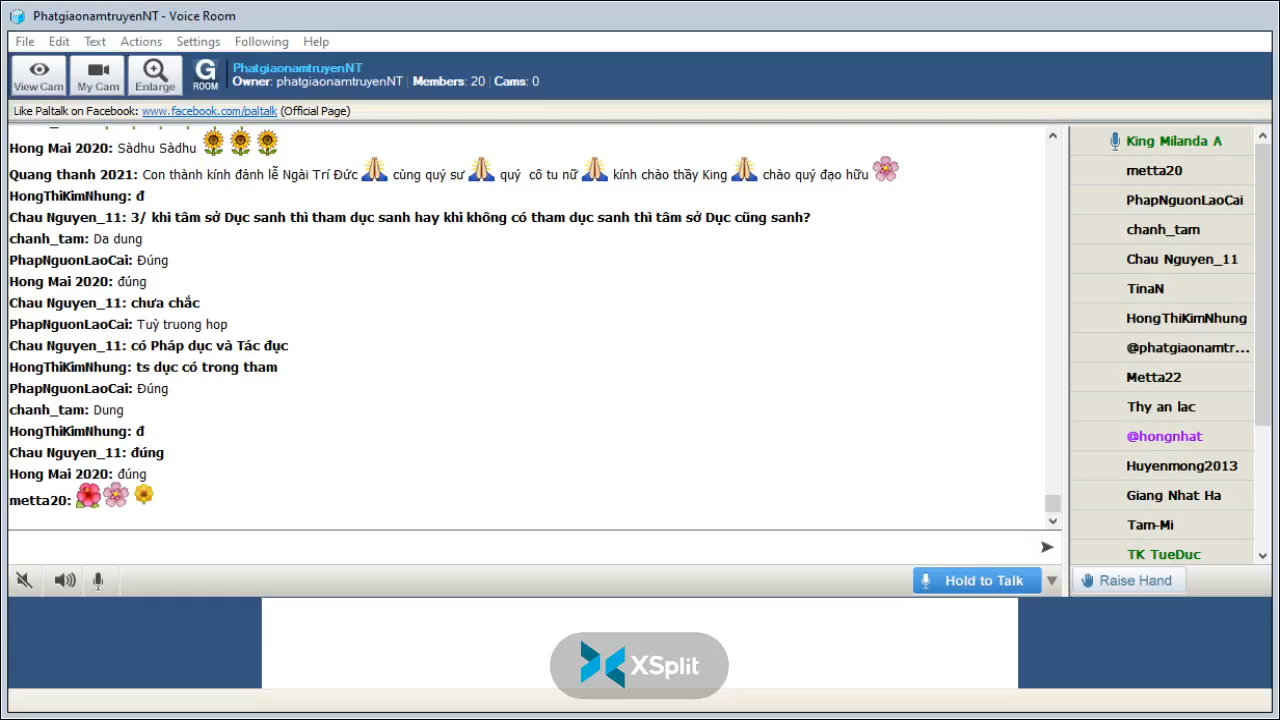 PhatgiaonamtruyenNT - Voice Room
File Edit Text Actions Settings Following Help
View Cam My Cam Enlarge G ROOM
PhatgiaonamtruyenNT
Owner: phatgiaonamtruyenNT Members: 20 Cams: 0
Like Paltalk on Facebook: www.facebook.com/paltalk (Official Page)
Hong Mai 2020: Sàdhu Sàdhu
Quang thanh 2021: Con thành kính đảnh lễ Ngài Trí Đức cùng quý sư quý cô tu nữ kính chào thầy King chào quý đạo hữu
HongThiKimNhung: đ
Chau Nguyen_11: 3/ khi tâm sở Dục sanh thì tham dục sanh hay khi không có tham dục sanh thì tâm sở Dục cũng sanh?
chanh_tam: Da dung
PhapNguonLaoCai: Đúng
Hong Mai 2020: đúng
Chau Nguyen_11: chưa chắc
PhapNguonLaoCai: Tuỳ truong hop
Chau Nguyen_11: có Pháp dục và Tác đục
HongThiKimNhung: ts dục có trong tham
PhapNguonLaoCai: Đúng
chanh_tam: Dung
HongThiKimNhung: đ
Chau Nguyen_11: đúng
Hong Mai 2020: đúng
metta20:
King Milanda A
metta20
PhapNguonLaoCai
chanh_tam
Chau Nguyen_11
TinaN
HongThiKimNhung
@phatgiaonamtr...
Metta22
Thy an lac
@hongnhat
Huyenmong2013
Giang Nhat Ha
Tam-Mi
TK TueDuc
Hold to Talk
Raise Hand
XSplit